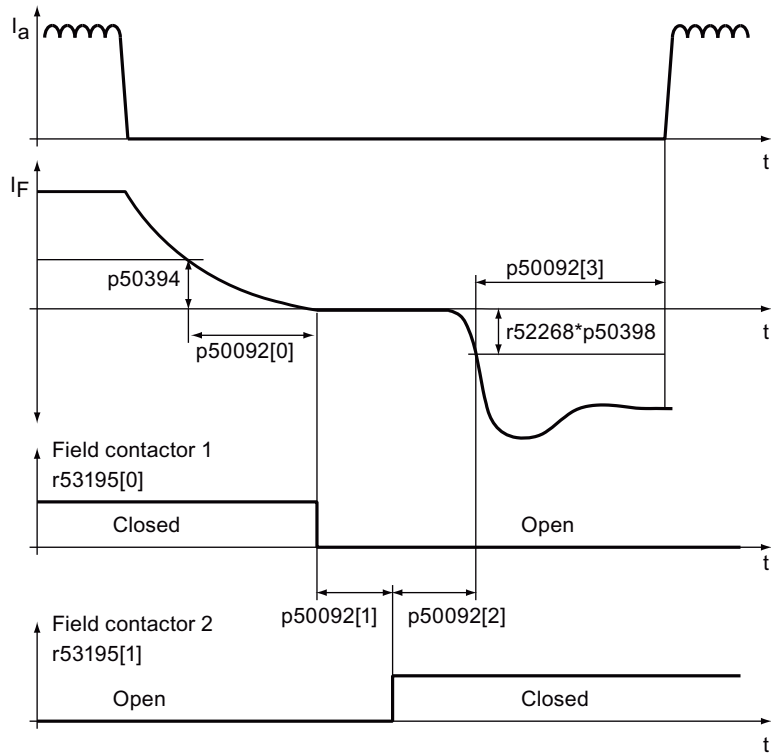 Ia
t
IF
p50394
p50092[3]
p50092[0]
r52268*p50398
t
Field contactor 1
r53195[0]
Closed
Open
t
p50092[1]
p50092[2]
Field contactor 2
r53195[1]
Open
Closed
t